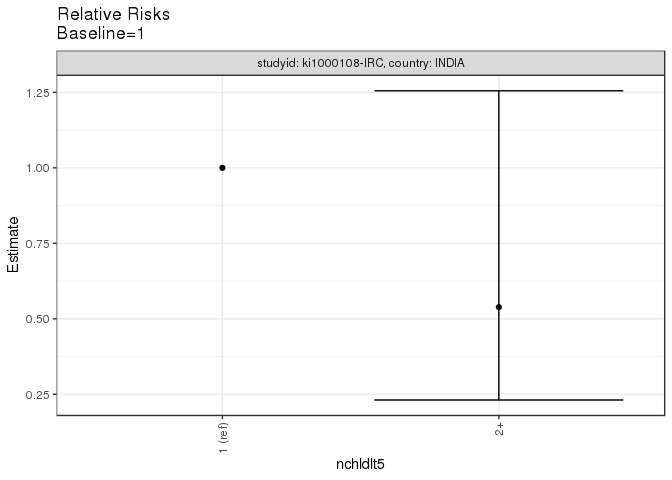 Relative Risks
Baseline=1
studyid: ki1000108-IRC, country: INDIA
1.25
1.00
0.75
0.50
0.25
Estimate
1 (ref)
2+
nchldlt5